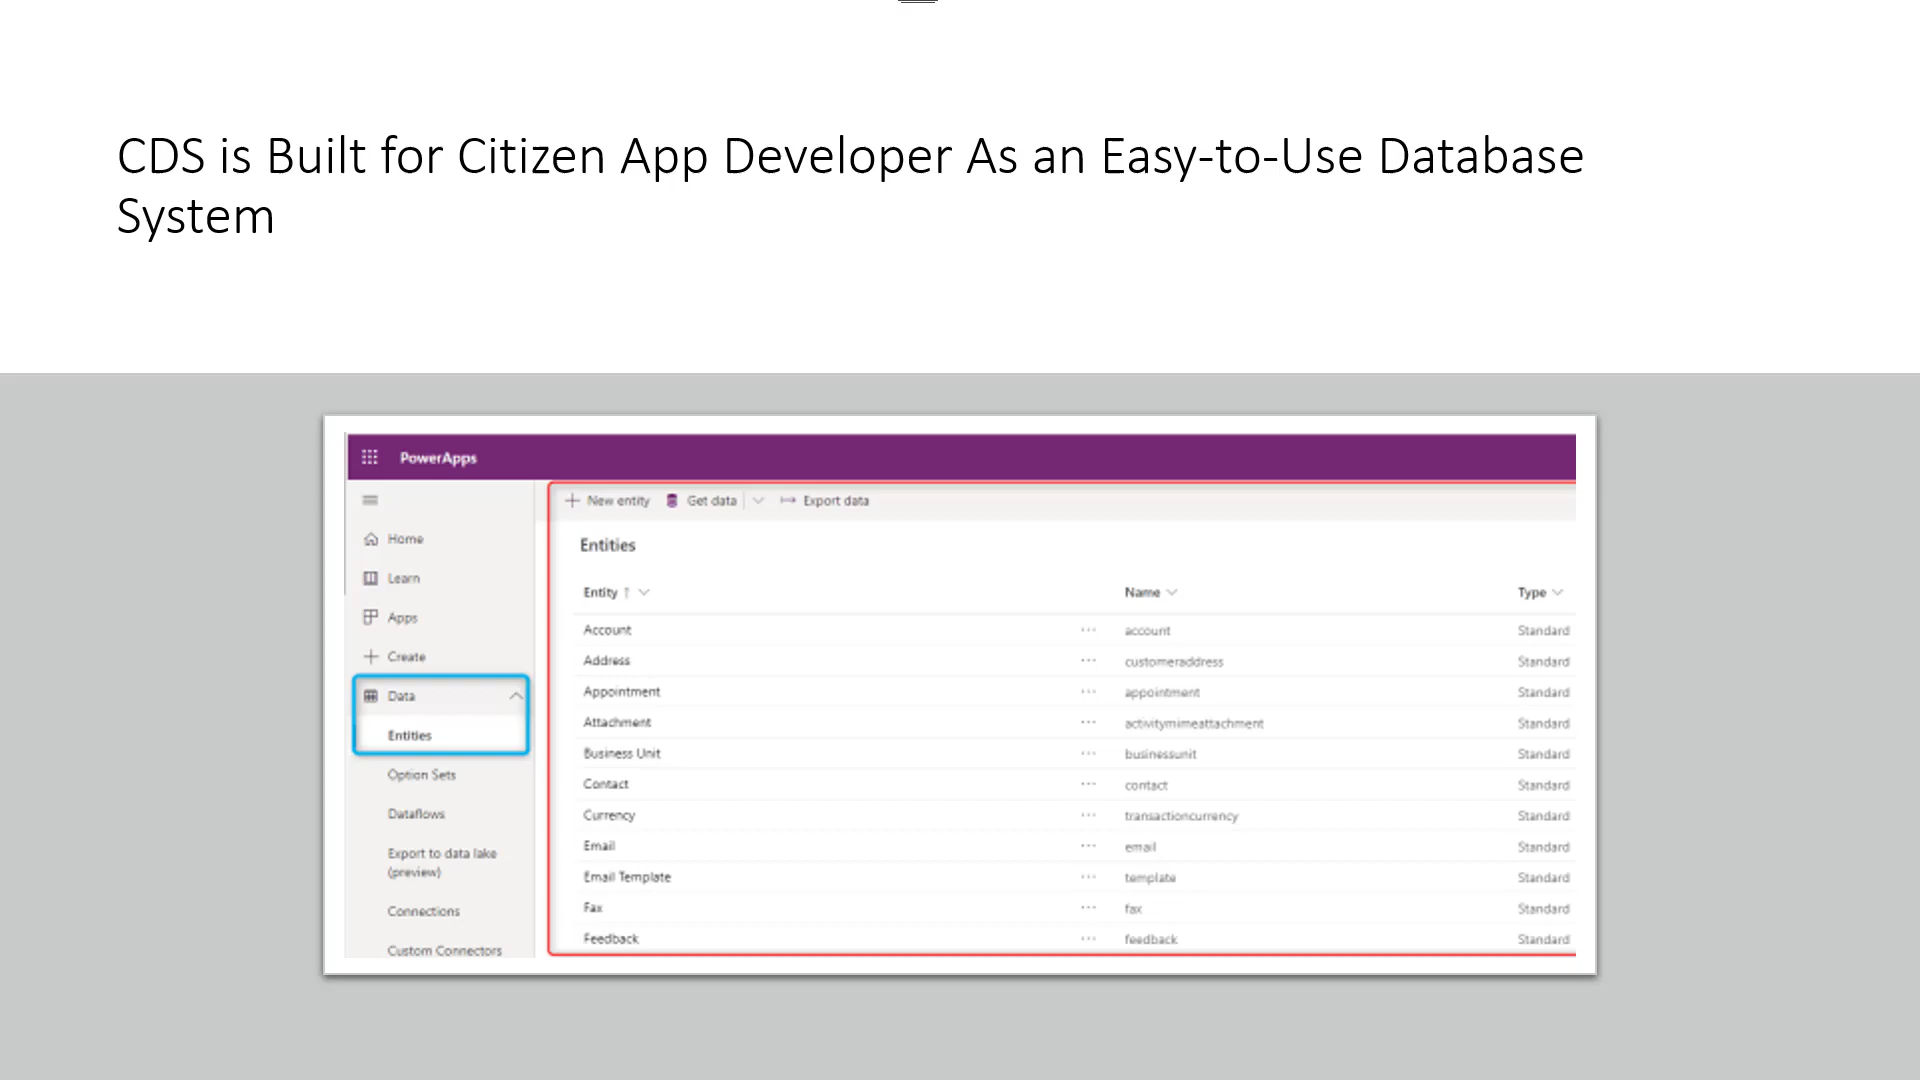 CDS is Built for Citizen App Developer As an Easy-to-Use Database
System
PowerApps
Home
Learn
Apps
Create
Data
Entities
Option Sets
Dataflows
Export to data lake
(preview)
Connections
Custom Connectors
New entity Get data Export data
Entities
Entity Name Type
Account account Standard
Address customeraddress Standard
Appointment appointment Standard
Attachment activitymimeattachment Standard
Business Unit businessunit Standard
Contact contact Standard
Currency transactioncurrency Standard
Email email Standard
Email Template template Standard
Fax fax Standard
Feedback feedback Standard